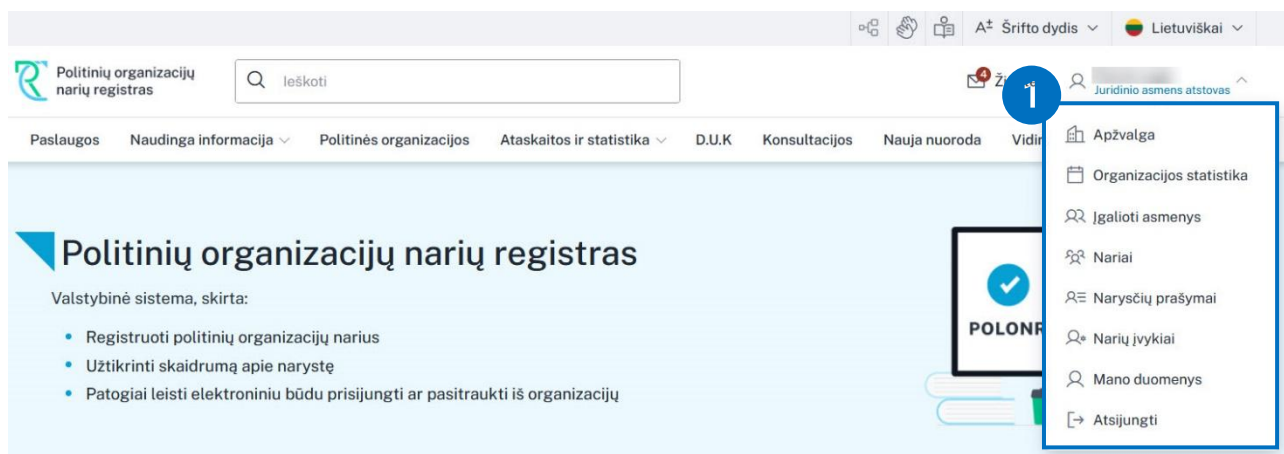 A± Šrifto dydis Lietuviškai
Politinių organizacijų
narių registras
Ieškoti
4
1
Juridinio asmens atstovas
Paslaugos Naudinga informacija Politinės organizacijos Ataskaitos ir statistika D.U.K Konsultacijos Nauja nuoroda
Apžvalga
Organizacijos statistika
Įgalioti asmenys
Nariai
Narysčių prašymai
Narių įvykiai
Mano duomenys
Atsijungti
Politinių organizacijų narių registras
Valstybinė sistema, skirta:
• Registruoti politinių organizacijų narius
• Užtikrinti skaidrumą apie narystę
• Patogiai leisti elektroniniu būdu prisijungti ar pasitraukti iš organizacijų